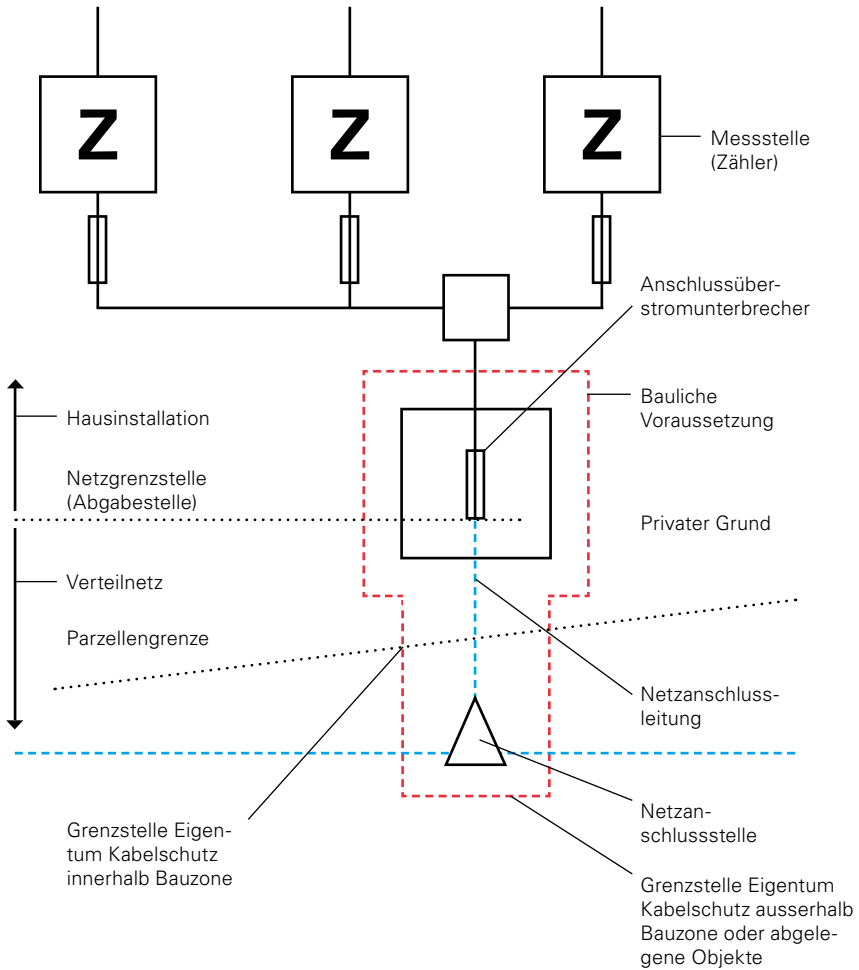 Z
Z
Z
Messstelle
(Zähler)
Anschlussüber-
stromunterbrecher
Bauliche
Voraussetzung
Hausinstallation
Netzgrenzstelle
(Abgabestelle)
Privater Grund
Verteilnetz
Parzellengrenze
Netzanschluss-
leitung
Netzan-
schlussstelle
Grenzstelle Eigen-
tum Kabelschutz
innerhalb Bauzone
Grenzstelle Eigentum
Kabelschutz ausserhalb
Bauzone oder abgele-
gene Objekte